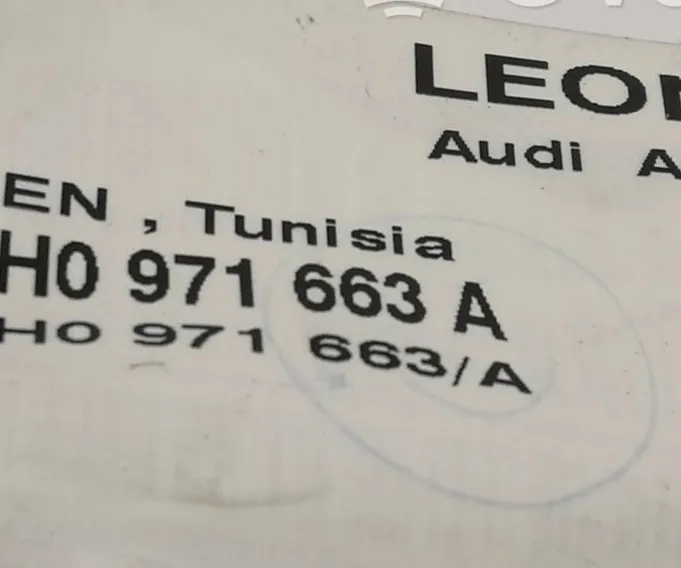 LEO
Audi A
EN , Tunisia
H0 971 663 A
H0 971 663/A